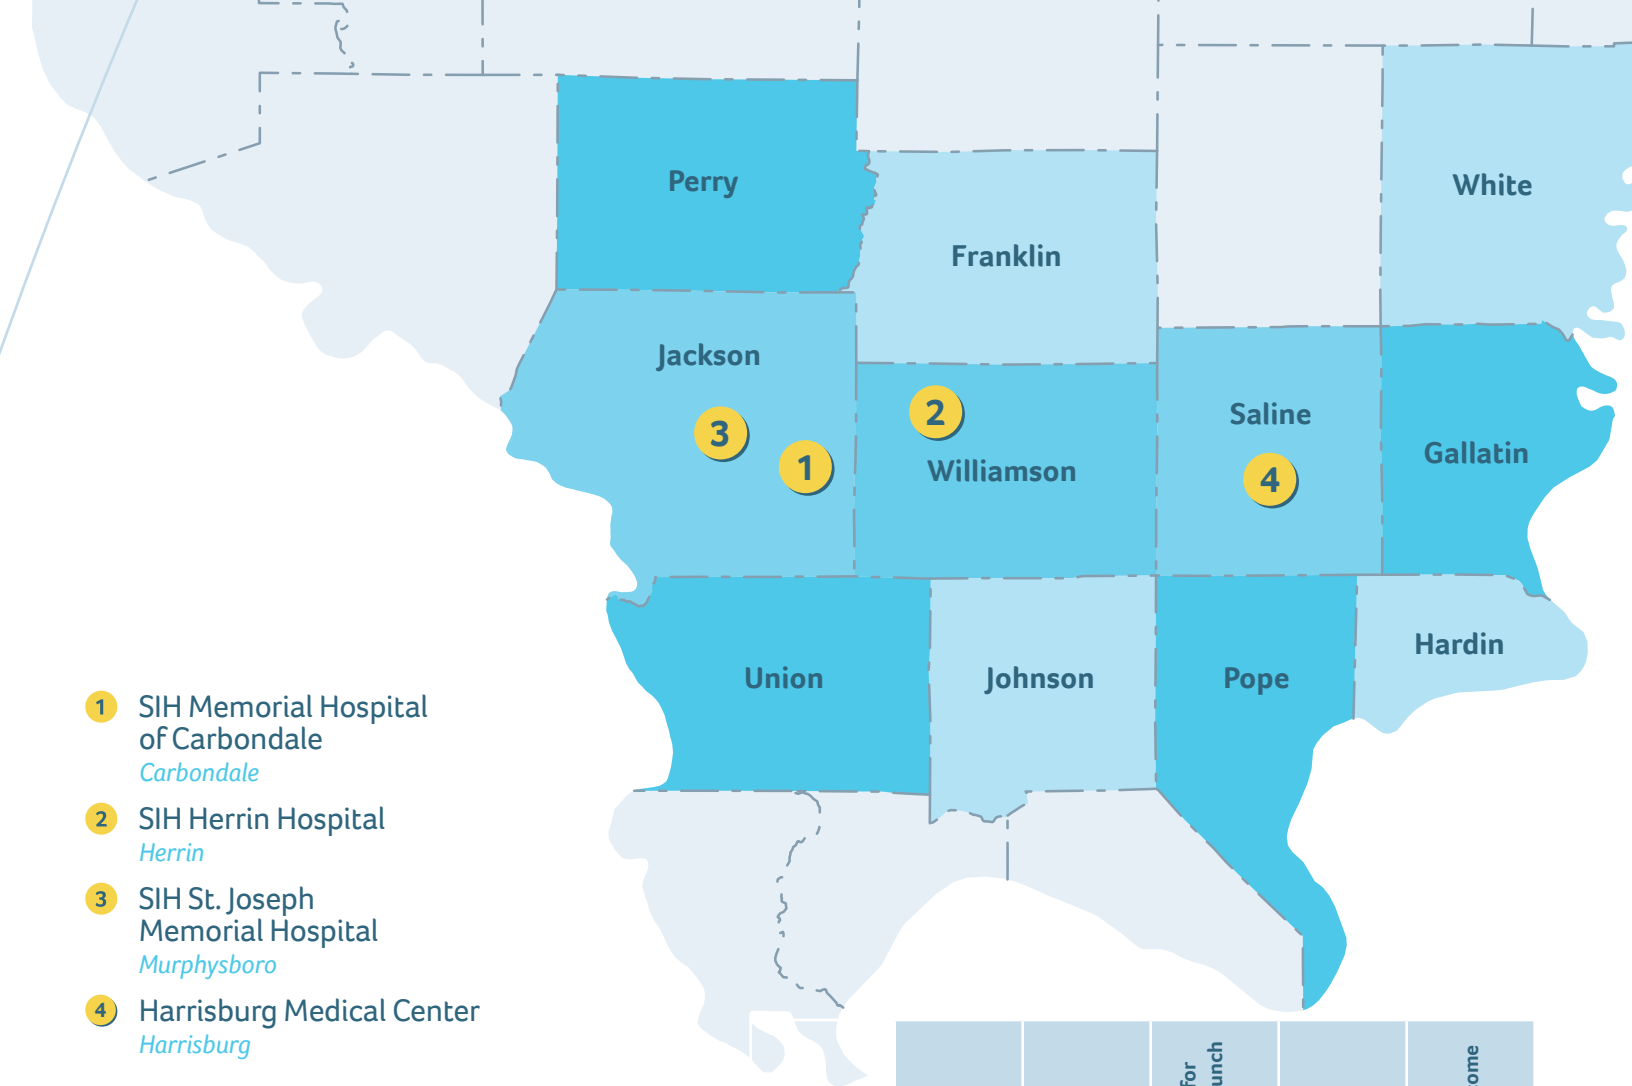 Perry
White
Franklin
Jackson
3
1
2
Williamson
Saline
4
Gallatin
Union
Johnson
Pope
Hardin
1 SIH Memorial Hospital
of Carbondale
Carbondale
2 SIH Herrin Hospital
Herrin
3 SIH St. Joseph
Memorial Hospital
Murphysboro
4 Harrisburg Medical Center
Harrisburg
for